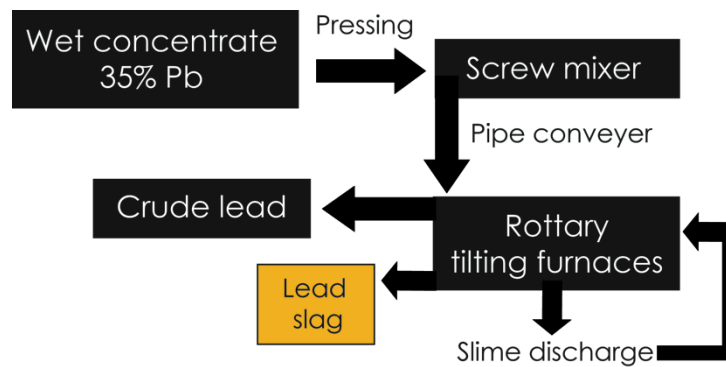 Wet concentrate
35% Pb
Pressing
Screw mixer
Pipe conveyer
Crude lead
Rottary
tilting furnaces
Lead
slag
Slime discharge